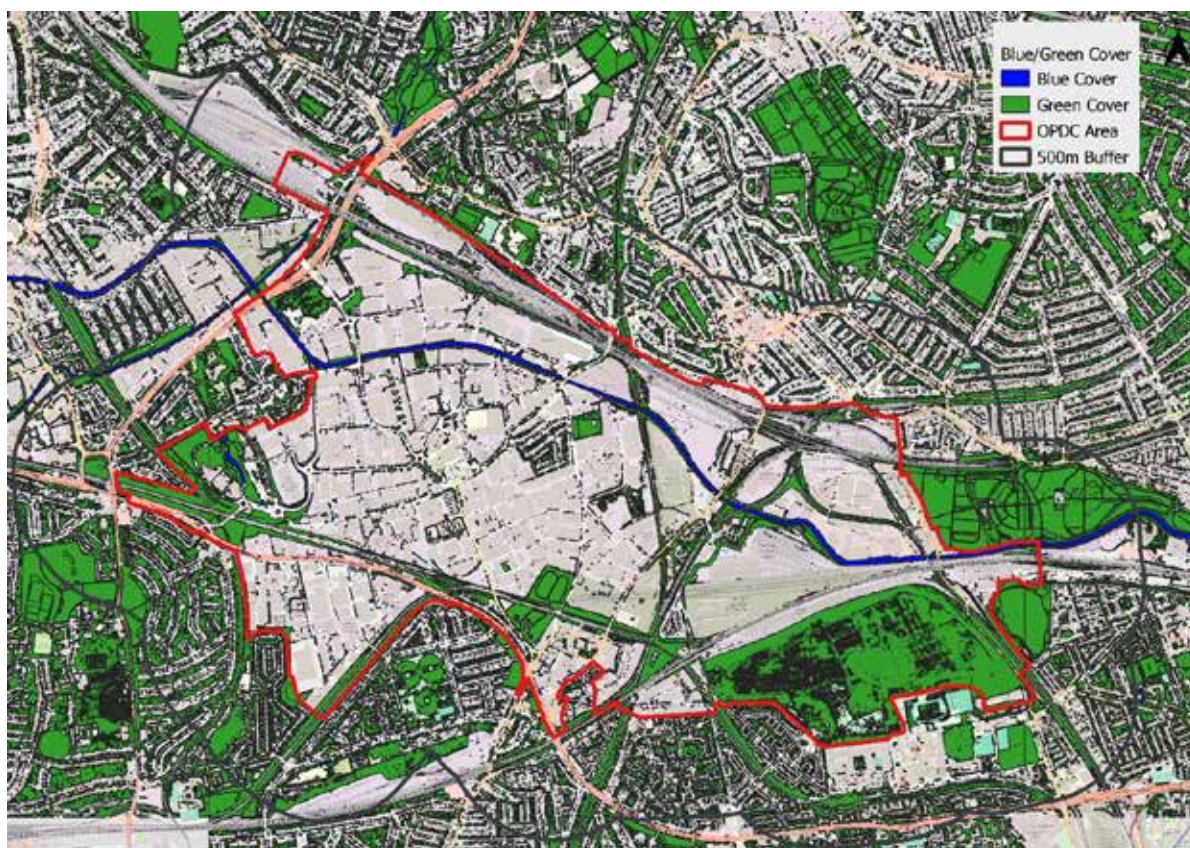 Blue/Green Cover
Blue Cover
Green Cover
OPDC Area
500m Buffer